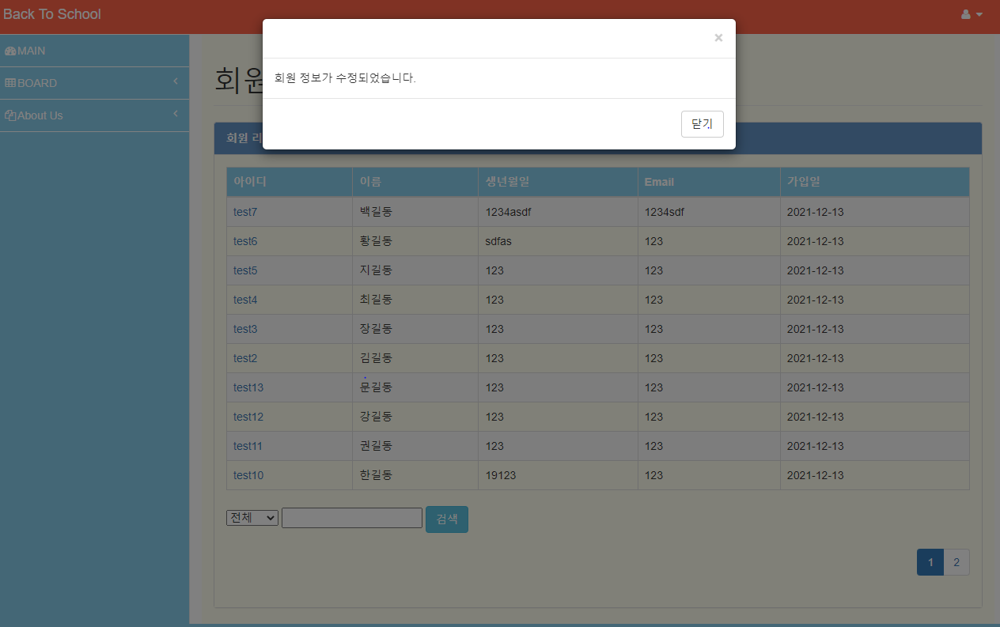 Back To School
×
MAIN
회원 정보가 수정되었습니다.
BOARD
About Us
닫기
회원
회원 리
아이디 이름 생년월일 Email 가입일
test7 백길동 1234asdf 1234sdf 2021-12-13
test6 황길동 sdfas 123 2021-12-13
test5 지길동 123 123 2021-12-13
test4 최길동 123 123 2021-12-13
test3 장길동 123 123 2021-12-13
test2 김길동 123 123 2021-12-13
test13 문길동 123 123 2021-12-13
test12 강길동 123 123 2021-12-13
test11 권길동 123 123 2021-12-13
test10 한길동 19123 123 2021-12-13
전체 검색
1 2